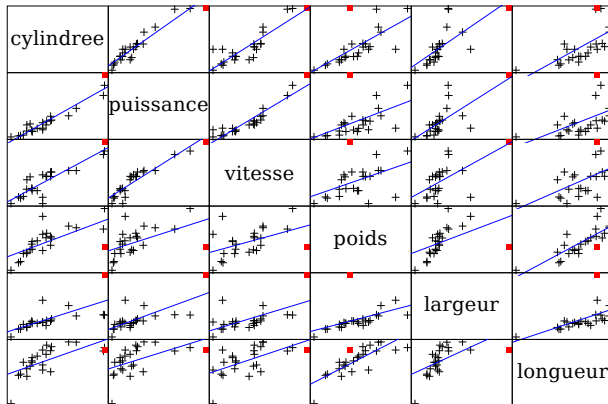 cylindree
puissance
vitesse
poids
largeur
longueur